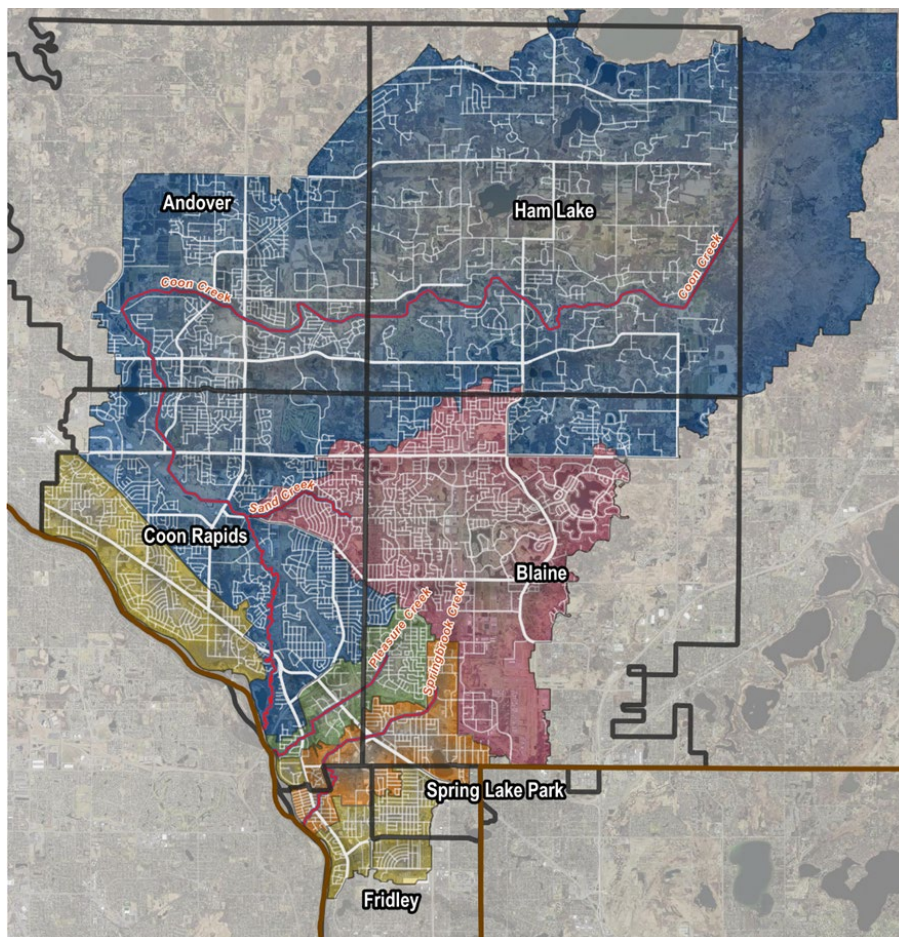 Andover
Ham Lake
Coon Creek
Coon Creek
Sand Creek
Coon Rapids
Blaine
Pleasure Creek
Springbrook Creek
Spring Lake Park
Fridley